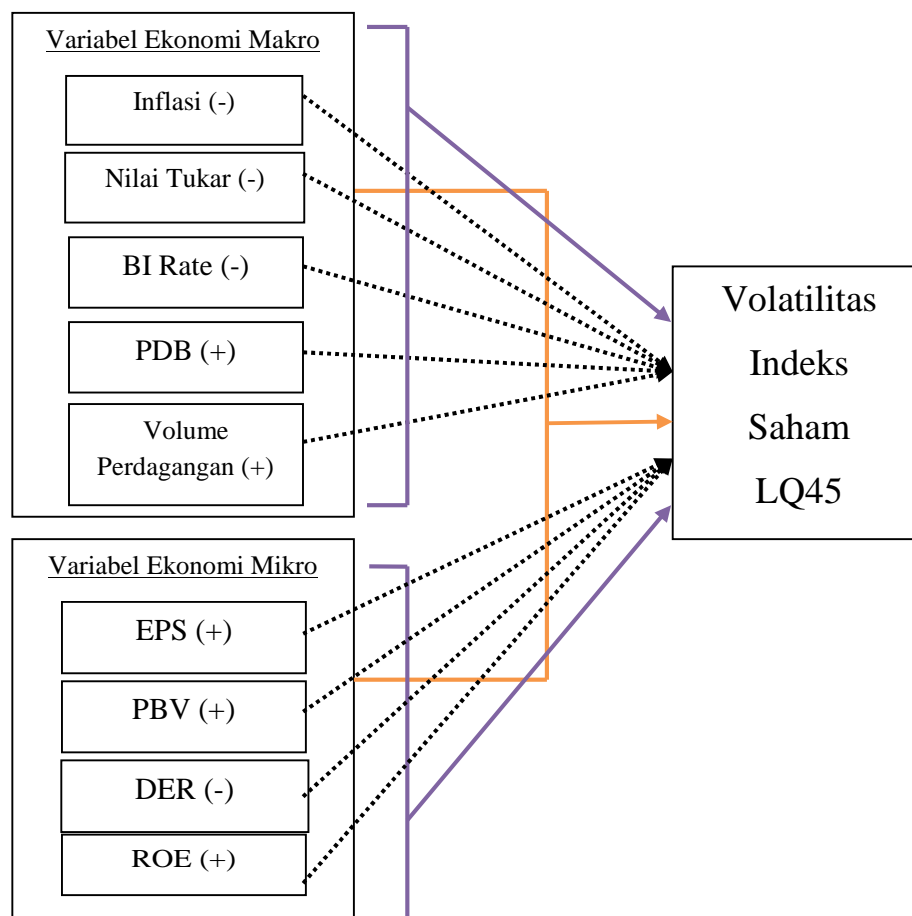 Variabel Ekonomi Makro
Inflasi (-)
Nilai Tukar (-)
BI Rate (-)
PDB (+)
Volume
Perdagangan (+)
Variabel Ekonomi Mikro
EPS (+)
PBV (+)
DER (-)
ROE (+)
Volatilitas
Indeks
Saham
LQ45